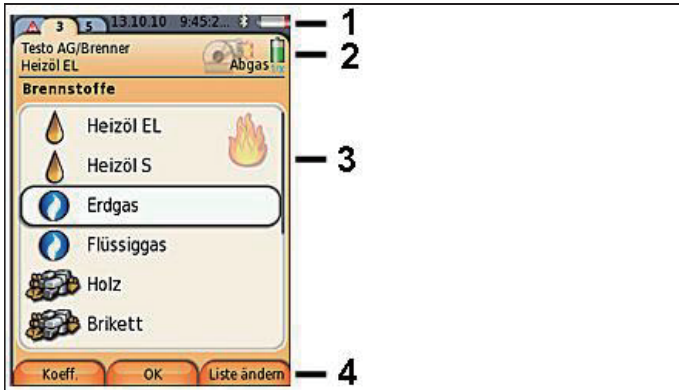 3 5 13.10.10 9:45:2... 1
Testo AG/Brenner 2
Heizöl EL Abgas 1/x
Brennstoffe
Heizöl EL
Heizöl S 3
Erdgas
Flüssiggas
Holz
Brikett
Koeff. OK Liste ändern 4